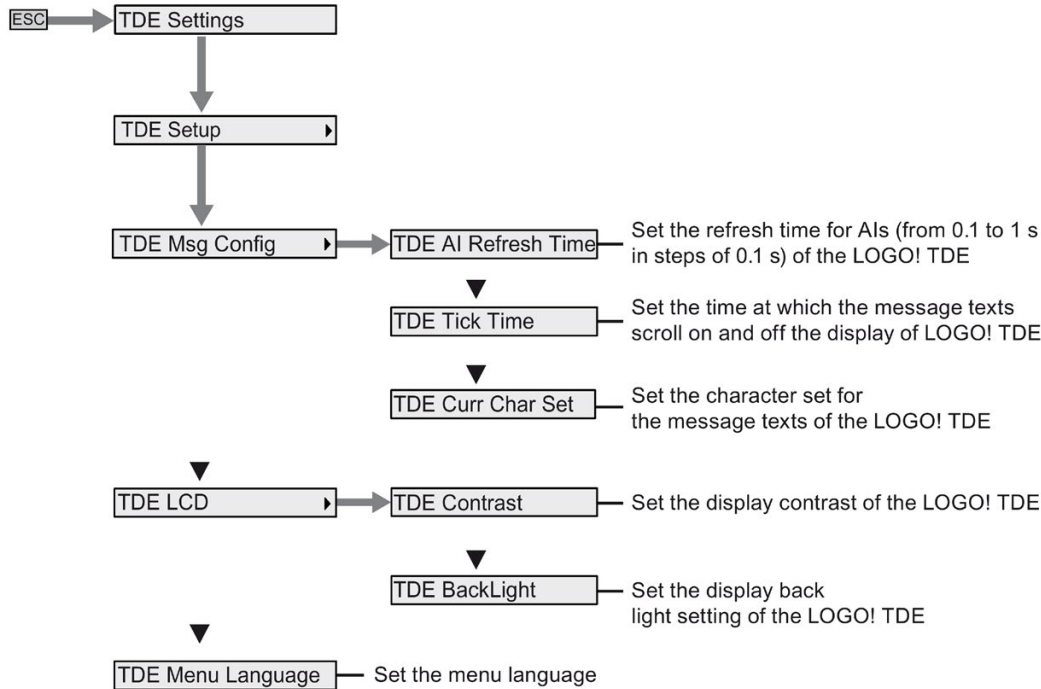 ESC
TDE Settings
TDE Setup
TDE Msg Config
TDE AI Refresh Time
Set the refresh time for AIs (from 0.1 to 1 s
in steps of 0.1 s) of the LOGO! TDE
TDE Tick Time
Set the time at which the message texts
scroll on and off the display of LOGO! TDE
TDE Curr Char Set
Set the character set for
the message texts of the LOGO! TDE
TDE LCD
TDE Contrast
Set the display contrast of the LOGO! TDE
TDE BackLight
Set the display back
light setting of the LOGO! TDE
TDE Menu Language
Set the menu language